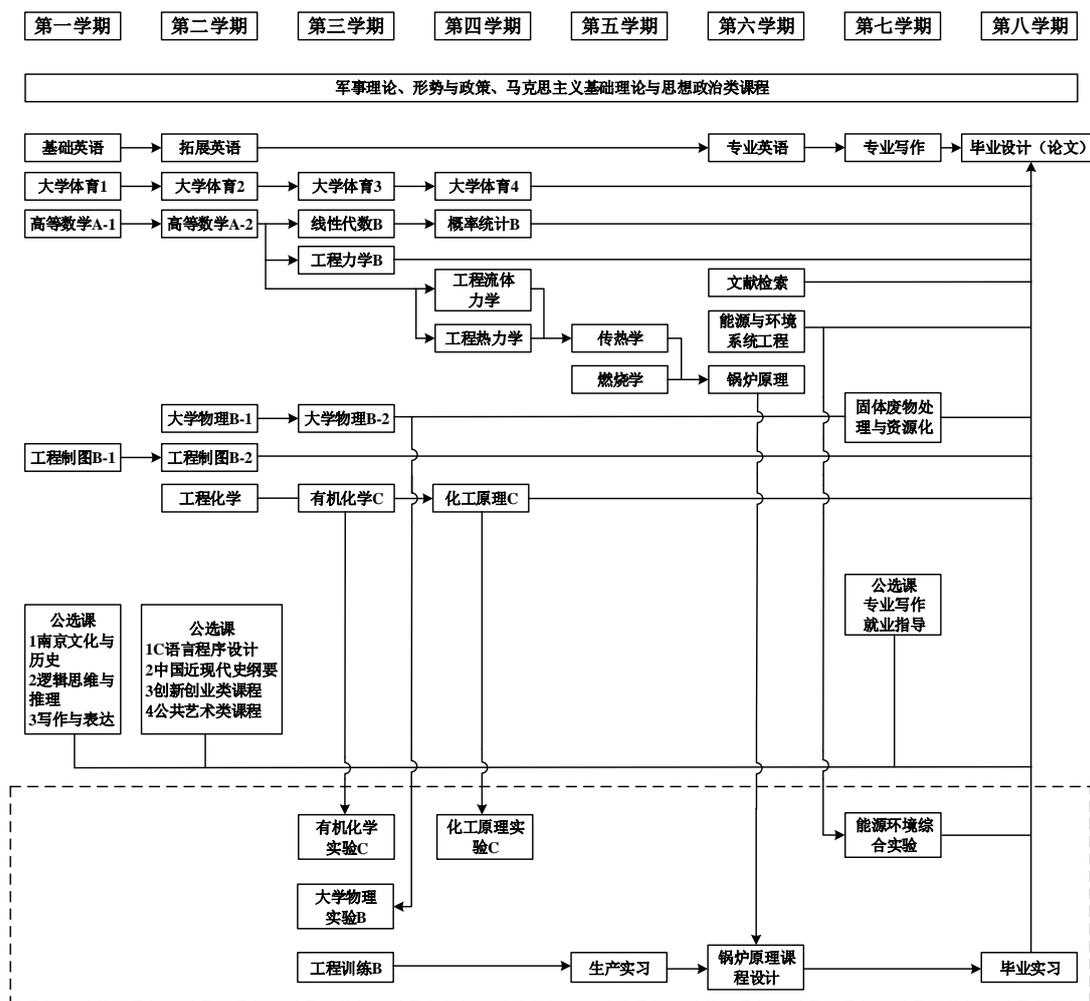 第一学期
第二学期
第三学期
第四学期
第五学期
第六学期
第七学期
第八学期
军事理论、形势与政策、马克思主义基础理论与思想政治类课程
基础英语
拓展英语
专业英语
专业写作
毕业设计（论文）
大学体育1
大学体育2
大学体育3
大学体育4
高等数学A-1
高等数学A-2
线性代数B
概率统计B
工程力学B
工程流体
力学
文献检索
工程热力学
传热学
能源与环境
系统工程
燃烧学
锅炉原理
大学物理B-1
大学物理B-2
固体废物处
理与资源化
工程制图B-1
工程制图B-2
工程化学
有机化学C
化工原理C
公选课
专业写作
就业指导
公选课
1南京文化与
历史
2逻辑思维与
推理
3写作与表达
公选课
1C语言程序设计
2中国近现代史纲要
3创新创业类课程
4公共艺术类课程
有机化学
实验C
化工原理实
验C
能源环境综
合实验
大学物理
实验B
工程训练B
生产实习
锅炉原理课
程设计
毕业实习